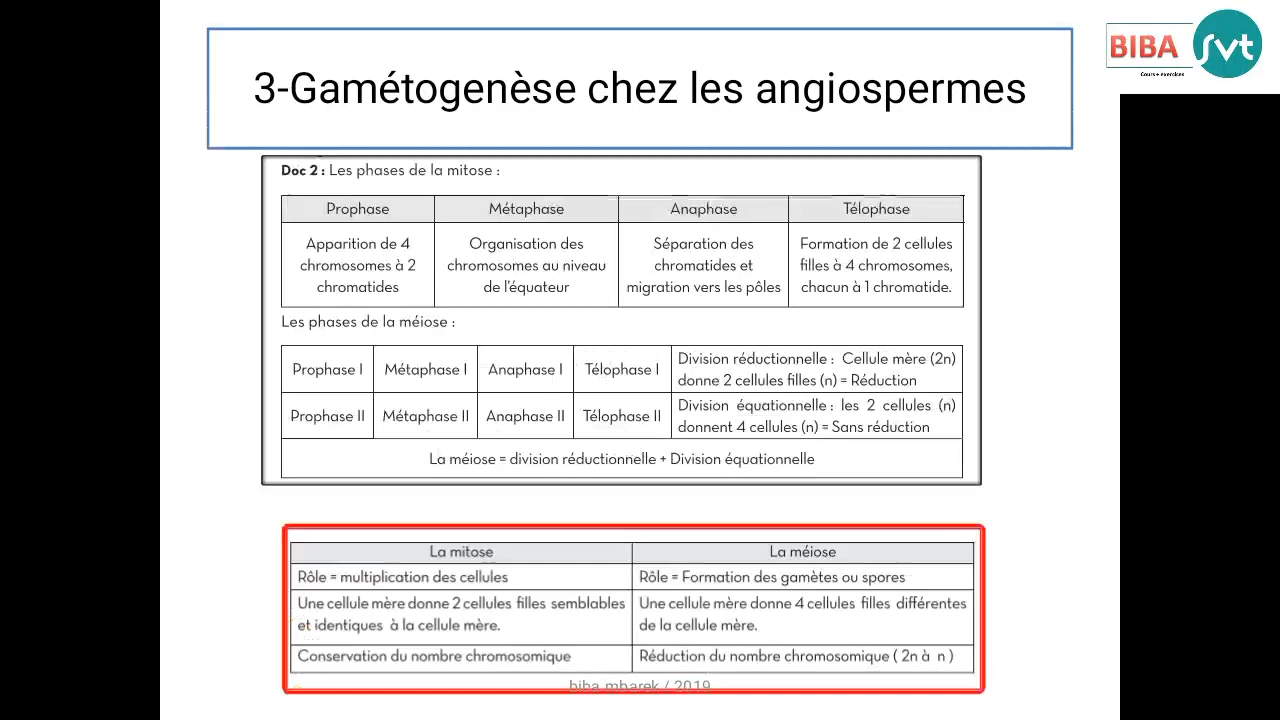 BIBA
svt
Cours + exercices
3-Gamétogenèse chez les angiospermes
Doc 2 : Les phases de la mitose :
Prophase
Métaphase
Anaphase
Télophase
Apparition de 4
chromosomes à 2
chromatides
Organisation des
chromosomes au niveau
de l'équateur
Séparation des
chromatides et
migration vers les pôles
Formation de 2 cellules
filles à 4 chromosomes,
chacun à 1 chromatide.
Les phases de la méiose :
Prophase I
Métaphase I
Anaphase I
Télophase I
Division réductionnelle : Cellule mère (2n)
donne 2 cellules filles (n) = Réduction
Prophase II
Métaphase II
Anaphase II
Télophase II
Division équationnelle : les 2 cellules (n)
donnent 4 cellules (n) = Sans réduction
La méiose = division réductionnelle + Division équationnelle
La mitose
La méiose
Rôle = multiplication des cellules
Rôle = Formation des gamètes ou spores
Une cellule mère donne 2 cellules filles semblables
et identiques à la cellule mère.
Une cellule mère donne 4 cellules filles différentes
de la cellule mère.
Conservation du nombre chromosomique
Réduction du nombre chromosomique ( 2n à n )
biba mbarek / 2019